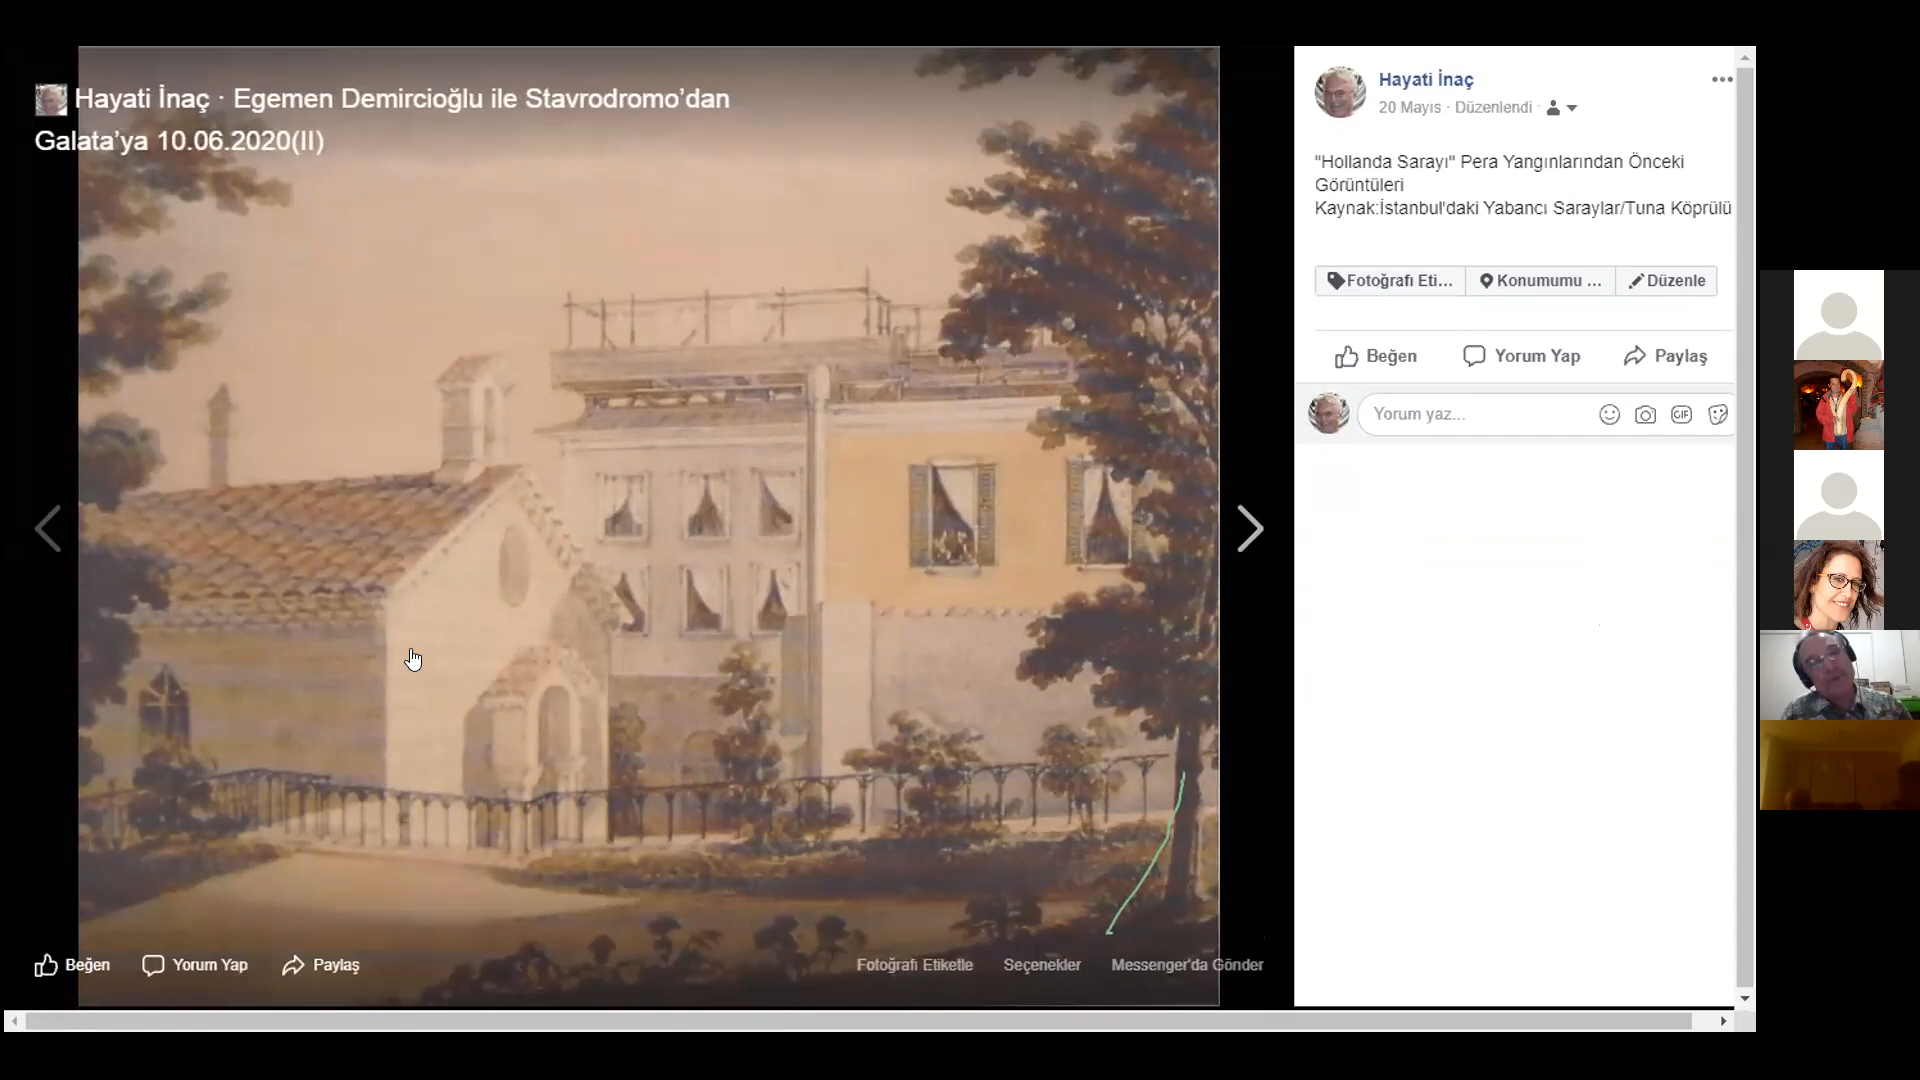 Hayati İnaç · Egemen Demircioğlu ile Stavrodromo'dan
Galata'ya 10.06.2020(II)
Beğen
Yorum Yap
Paylaş
Fotoğrafı Etiketle
Seçenekler
Messenger'da Gönder
Hayati İnaç
20 Mayıs · Düzenlendi ·
"Hollanda Sarayı" Pera Yangınlarından Önceki
Görüntüleri
Kaynak:İstanbul'daki Yabancı Saraylar/Tuna Köprülü
Fotoğrafı Eti...
Konumumu ...
Düzenle
Beğen
Yorum Yap
Paylaş
Yorum yaz...
GIF